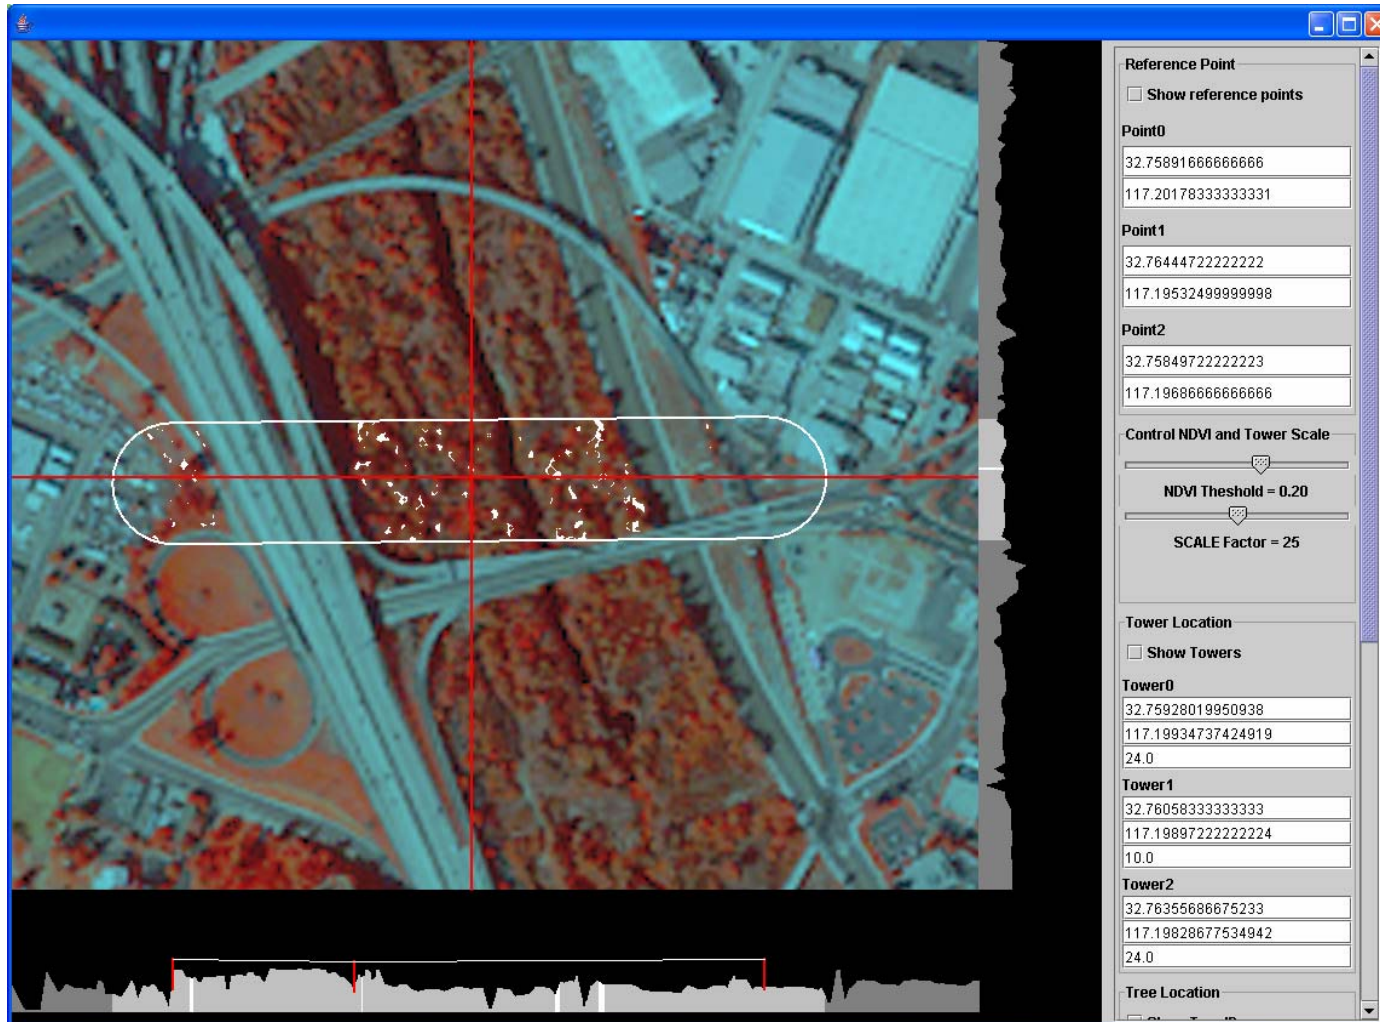 Reference Point
Show reference points
Point0
32.75891666666666
117.20178333333331
Point1
32.76444722222222
117.19532499999998
Point2
32.75849722222223
117.19686666666666
Control NDVI and Tower Scale
NDVI Theshold = 0.20
SCALE Factor = 25
Tower Location
Show Towers
Tower0
32.75928019950938
117.19934737424919
24.0
Tower1
32.76058333333333
117.19897222222224
10.0
Tower2
32.76355686675233
117.19828677534942
24.0
Tree Location